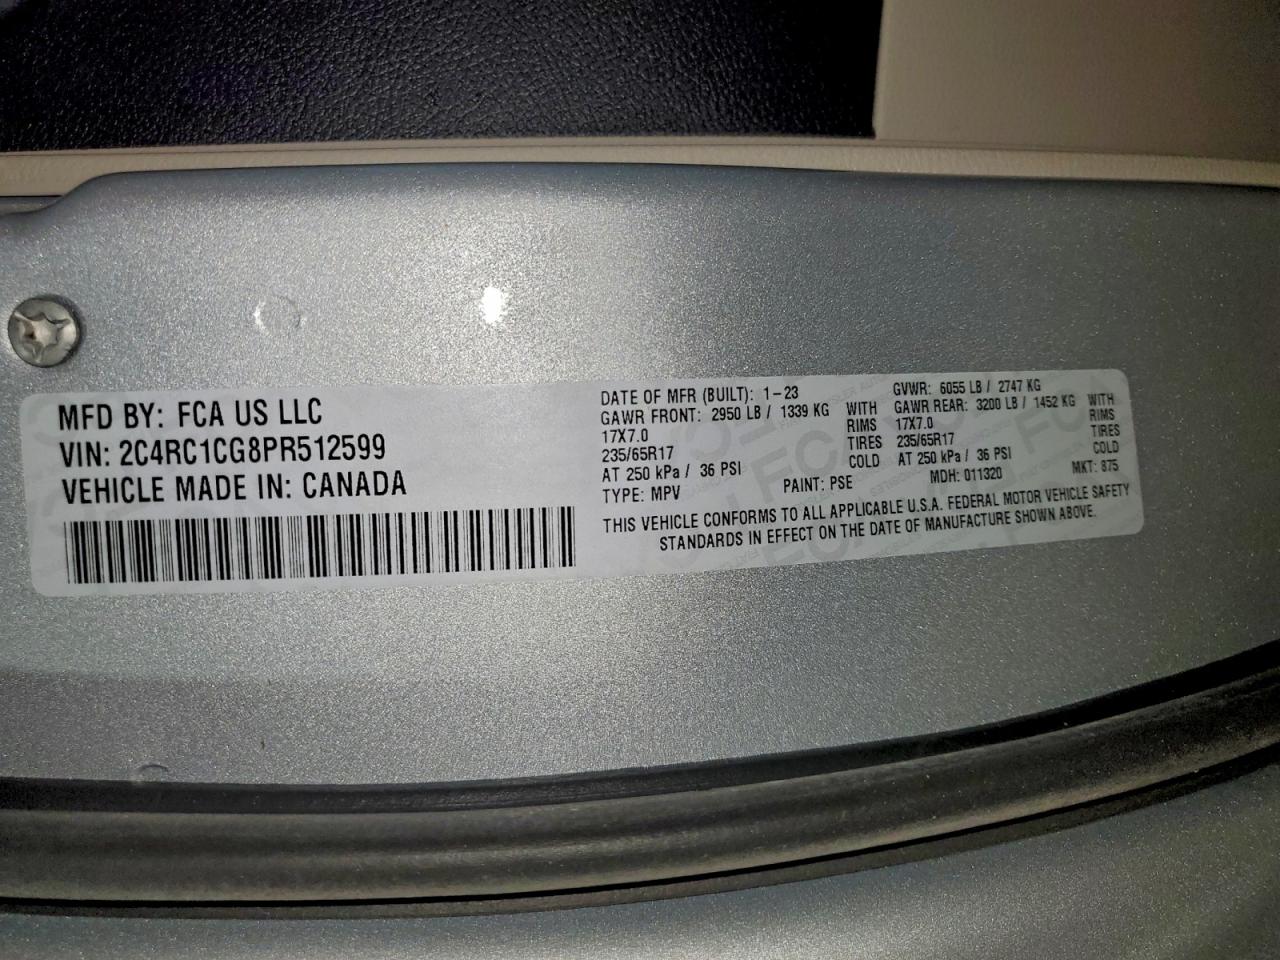 MFD BY: FCA US LLC
VIN: 2C4RC1CG8PR512599
VEHICLE MADE IN: CANADA
DATE OF MFR (BUILT): 1-23
GVWR: 6055 LB / 2747 KG
GAWR FRONT: 2950 LB / 1339 KG WITH
17X7.0 RIMS
235/65R17 TIRES
AT 250 kPa / 36 PSI COLD
GAWR REAR: 3200 LB / 1452 KG WITH
17X7.0 RIMS
235/65R17 TIRES
AT 250 kPa / 36 PSI COLD
TYPE: MPV PAINT: PSE MDH: 011320 MKT: 875
THIS VEHICLE CONFORMS TO ALL APPLICABLE U.S.A. FEDERAL MOTOR VEHICLE SAFETY
STANDARDS IN EFFECT ON THE DATE OF MANUFACTURE SHOWN ABOVE.